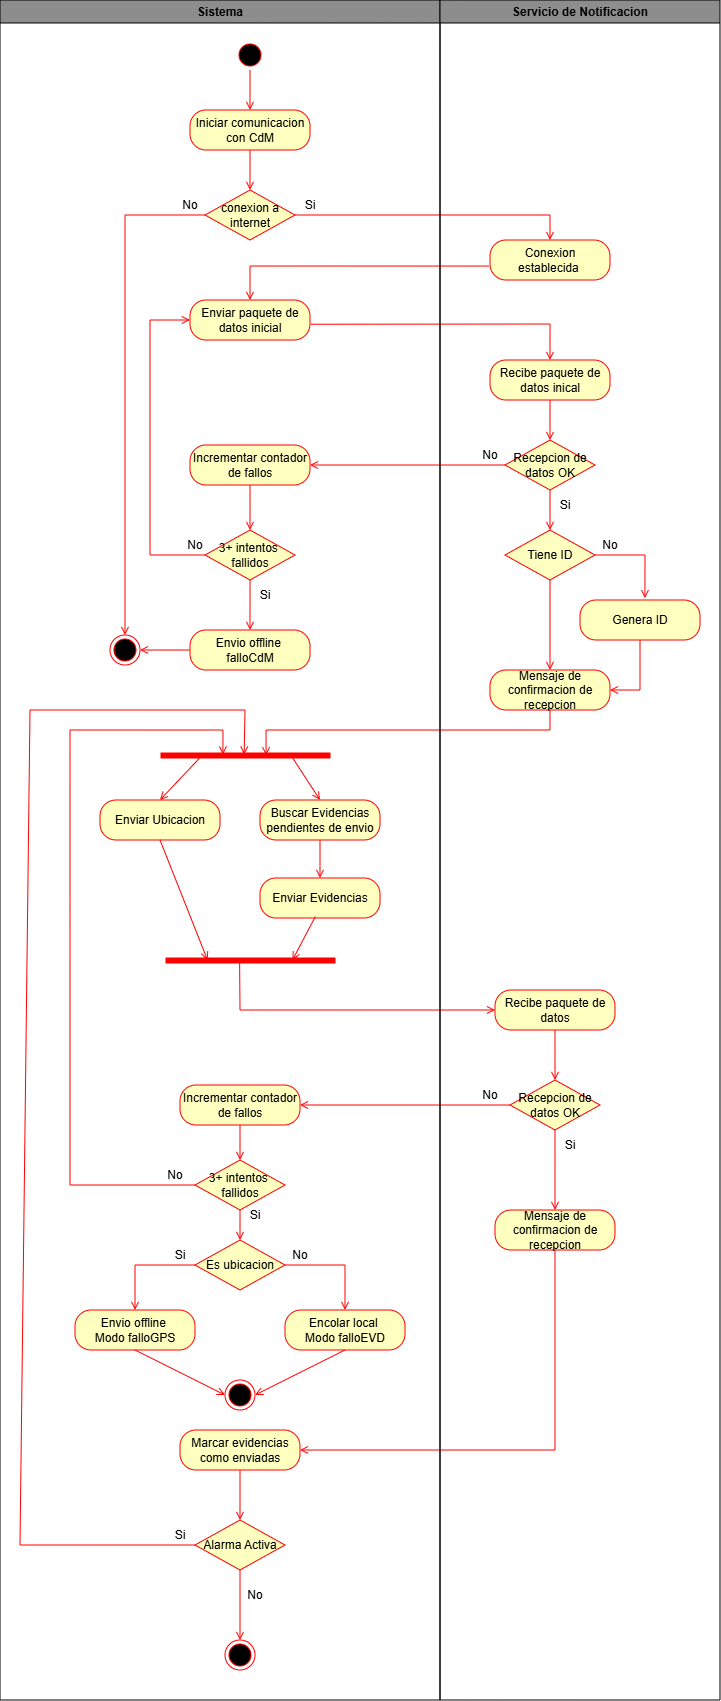 Sistema
Servicio de Notificacion
Iniciar comunicacion
con CdM
No
conexion a
internet
Si
Conexion
establecida
Enviar paquete de
datos inicial
Recibe paquete de
datos inical
Incrementar contador
de fallos
No
Recepcion de
datos OK
Si
No
3+ intentos
fallidos
Si
Tiene ID
No
Genera ID
Envio offline
falloCdM
Mensaje de
confirmacion de
recepcion
Enviar Ubicacion
Buscar Evidencias
pendientes de envio
Enviar Evidencias
Recibe paquete de
datos
Incrementar contador
de fallos
No
Recepcion de
datos OK
Si
No
3+ intentos
fallidos
Si
Mensaje de
confirmacion de
recepcion
Si
Es ubicacion
No
Envio offline
Modo falloGPS
Encolar local
Modo falloEVD
Marcar evidencias
como enviadas
Si
Alarma Activa
No